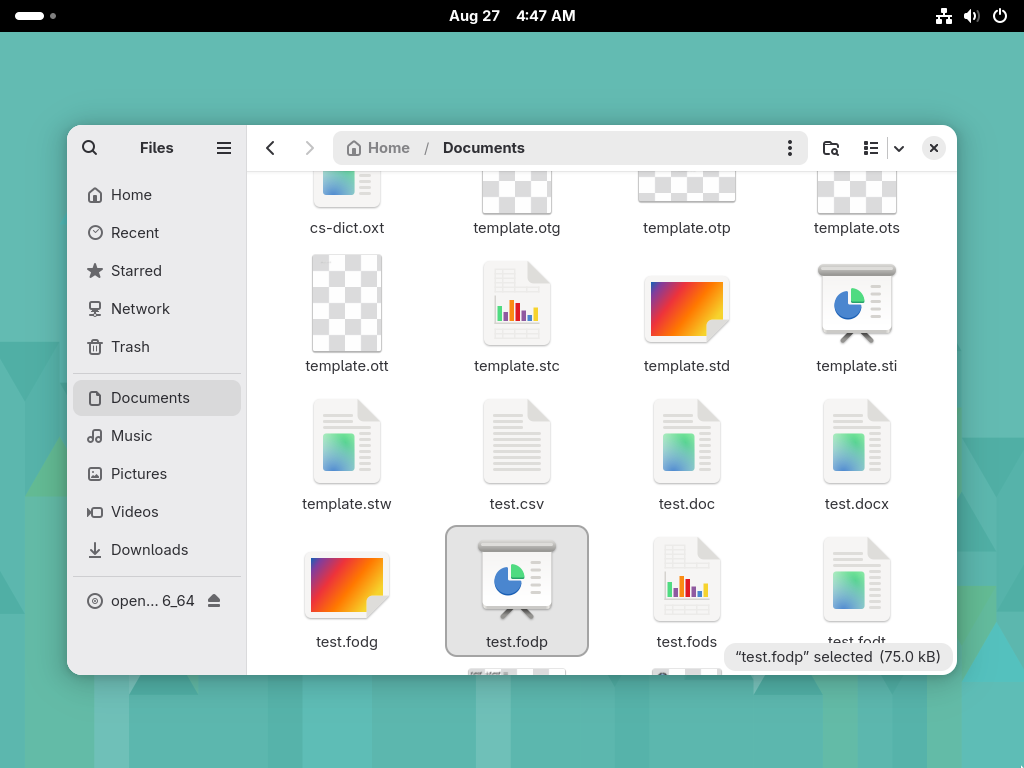 Aug 27 4:47 AM
Files
Home / Documents
Home
Recent
Starred
Network
Trash
Documents
Music
Pictures
Videos
Downloads
open… 6_64
cs-dict.oxt template.otg template.otp template.ots
template.ott template.stc template.std template.sti
template.stw test.csv test.doc test.docx
test.fodg test.fodp test.fods test.fodt
“test.fodp” selected (75.0 kB)